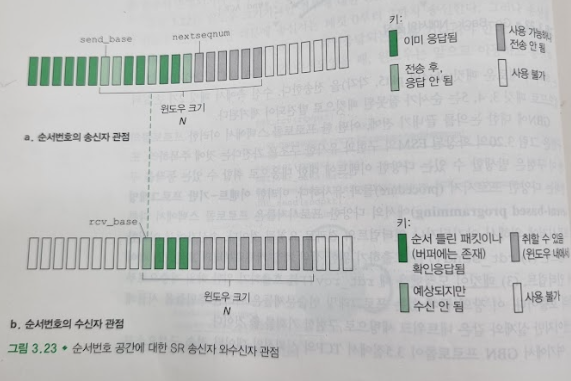 send_base
nextseqnum
윈도우 크기
N
a. 순서번호의 송신자 관점
키:
이미 응답됨
전송 후,
응답 안 됨
전송 안 됨
사용 불가
rcv_base
윈도우 크기
N
b. 순서번호의 수신자 관점
키:
순서 틀린 패킷이나
(버퍼에는 존재)
확인응답됨
예상되지만
수신 안 됨
취할 수 있음
(윈도우 내에서
사용 불가
그림 3.23 • 순서번호 공간에 대한 SR 송신자 와수신자 관점